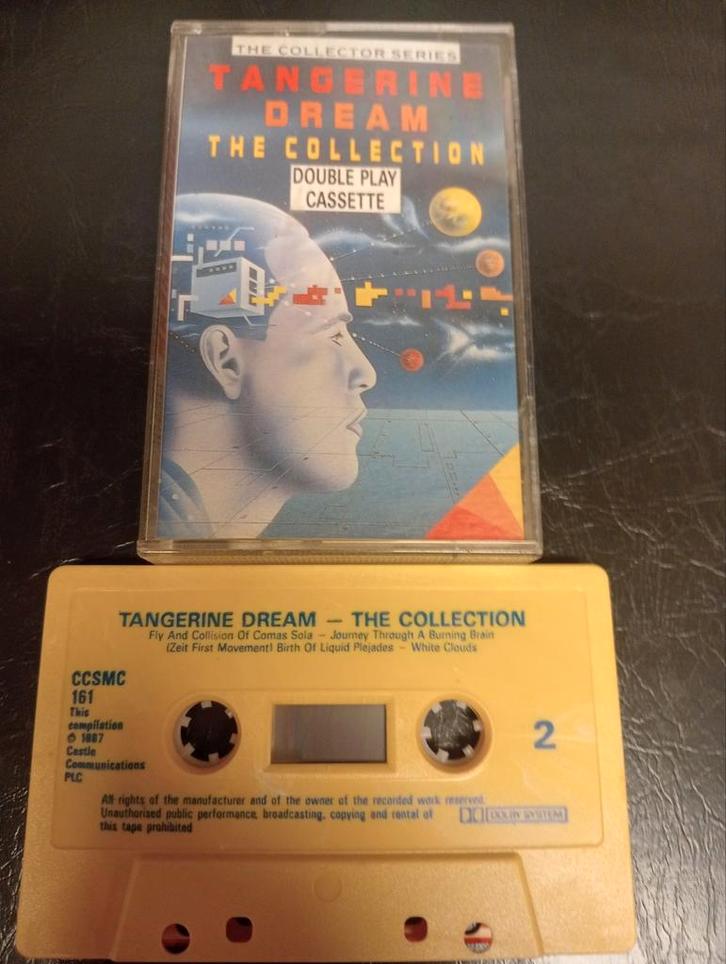 THE COLLECTOR SERIES
TANGERINE
DREAM
THE COLLECTION
DOUBLE PLAY
CASSETTE
TANGERINE DREAM — THE COLLECTION
Fly And Collision Of Comas Sola — Journey Through A Burning Brain
(Zeit First Movement) Birth Of Liquid Plejades — White Clouds
CCSMC
161
This
compilation
℗ 1987
Castle
Communications
PLC
2
All rights of the manufacturer and of the owner of the recorded work reserved.
Unauthorised public performance, broadcasting, copying and rental of
this tape prohibited
DOLBY SYSTEM